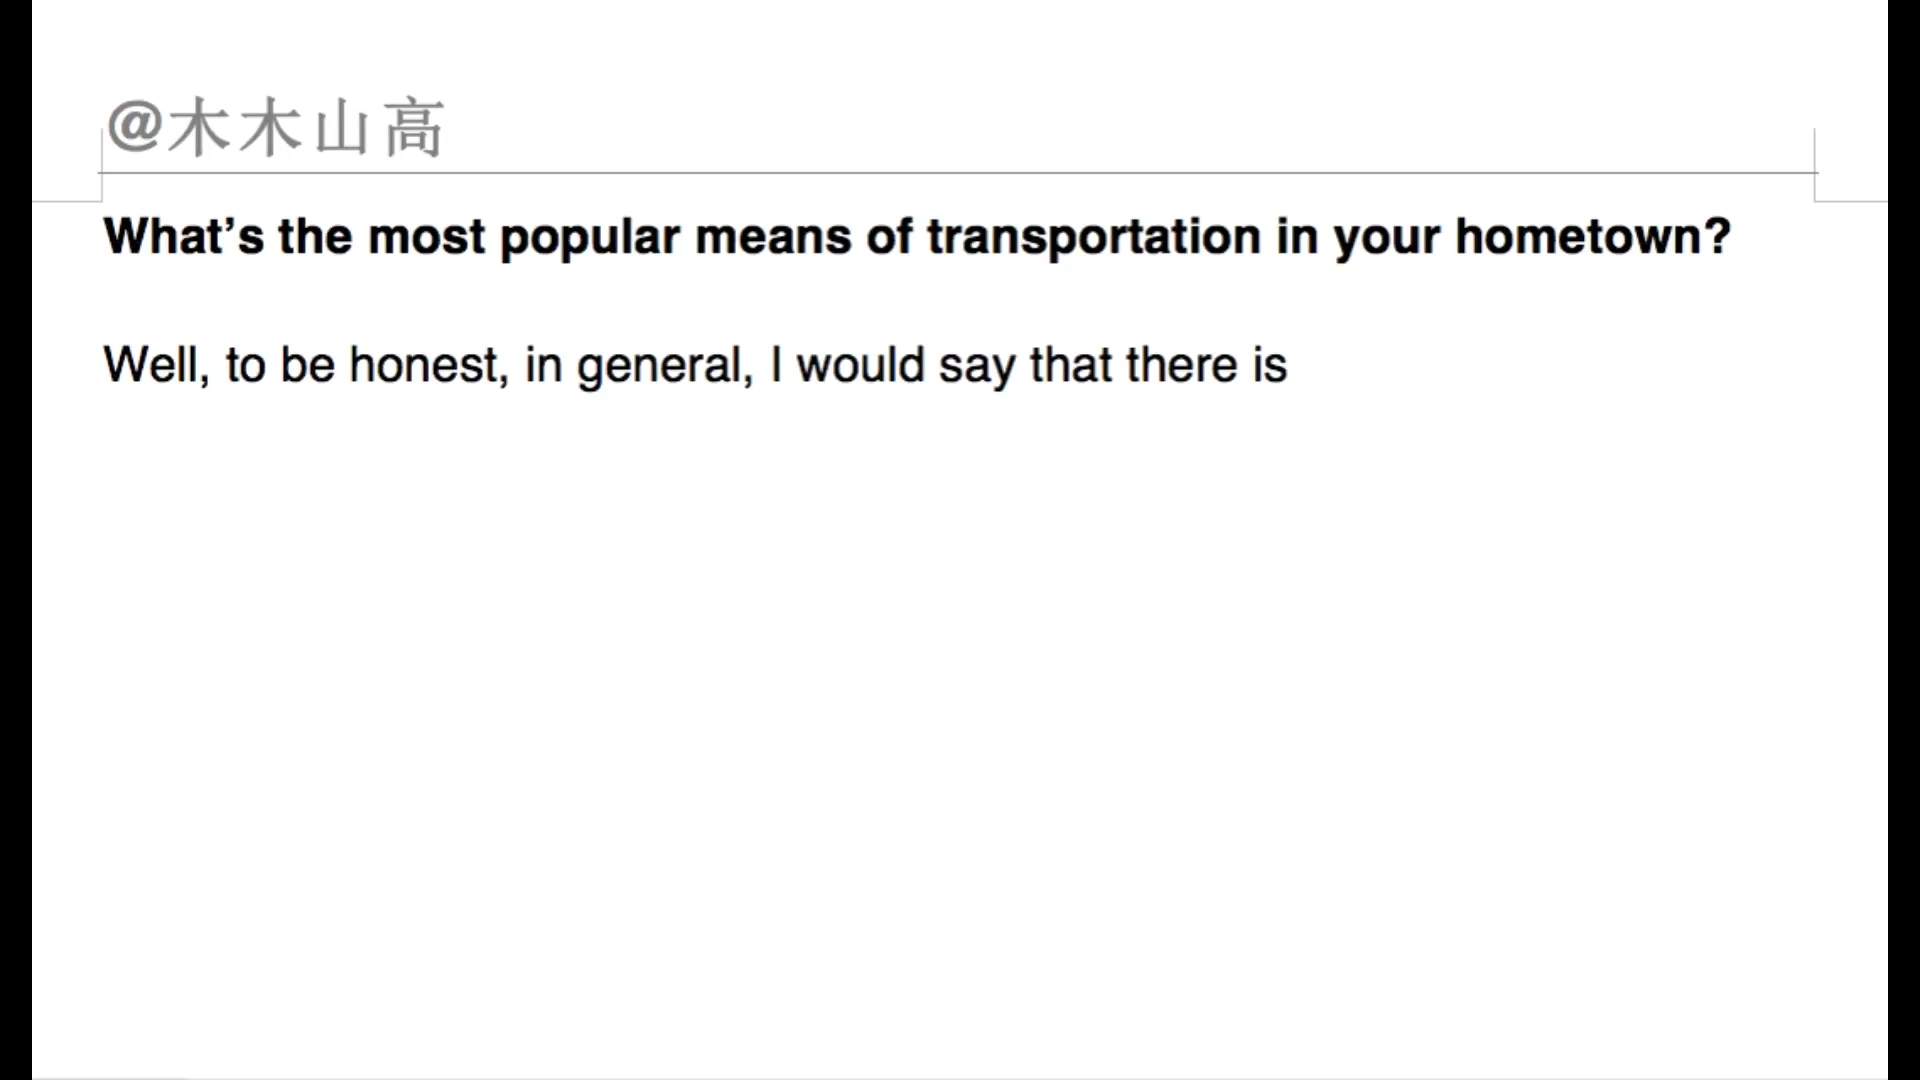 @木木山高
What’s the most popular means of transportation in your hometown?
Well, to be honest, in general, I would say that there is